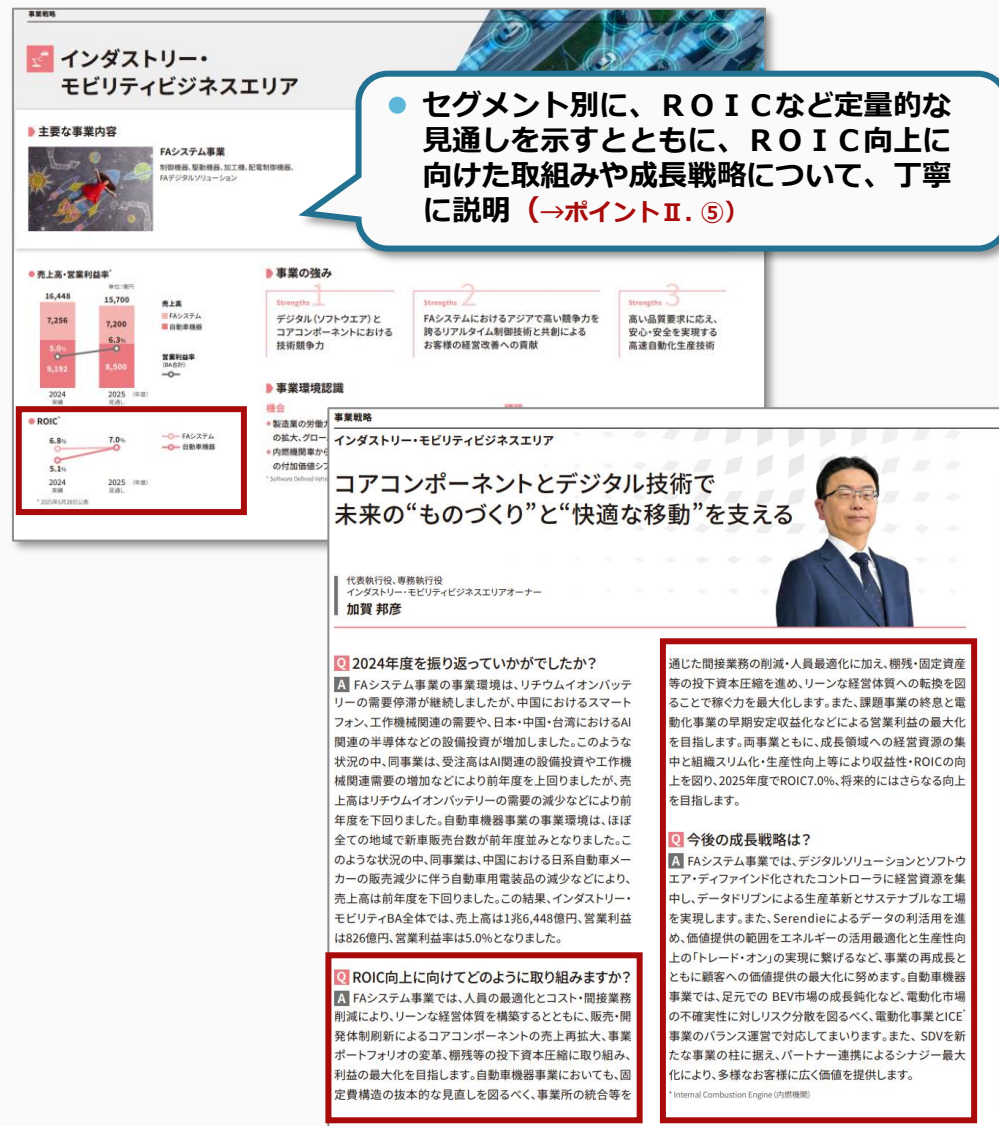 事業戦略
インダストリー・
モビリティビジネスエリア
● セグメント別に、ＲＯＩＣなど定量的な
見通しを示すとともに、ＲＯＩＣ向上に
向けた取組みや成長戦略について、丁寧
に説明（→ポイントⅡ．⑤）
主要な事業内容
FAシステム事業
制御機器、駆動機器、加工機、配電制御機器、
FAデジタルソリューション
● 売上高・営業利益率*
単位：億円
16,448 15,700
7,256 7,200
5.0% 6.3%
9,192 8,500
2024 2025 (年度)
実績 見通し
売上高
FAシステム
自動車機器
営業利益率
(BA合計)
● ROIC*
6.8% 7.0%
5.1%
FAシステム
自動車機器
2024 2025 (年度)
実績 見通し
* 2025年5月28日公表
事業の強み
Strengths 1
デジタル（ソフトウエア）と
コアコンポーネントにおける
技術競争力
Strengths 2
FAシステムにおけるアジアで高い競争力を
誇るリアルタイム制御技術と共創による
お客様の経営改善への貢献
Strengths 3
高い品質要求に応え、
安心・安全を実現する
高速自動化生産技術
事業環境認識
機会
● 製造業の労働力
の拡大、グロー
● 内燃機関車から
の付加価値シフ
* Software Defined Vehi
事業戦略
インダストリー・モビリティビジネスエリア
コアコンポーネントとデジタル技術で
未来の“ものづくり”と“快適な移動”を支える
代表執行役、専務執行役
インダストリー・モビリティビジネスエリアオーナー
加賀 邦彦
Q 2024年度を振り返っていかがでしたか？
A FAシステム事業の事業環境は、リチウムイオンバッテ
リーの需要停滞が継続しましたが、中国におけるスマート
フォン、工作機械関連の需要や、日本・中国・台湾におけるAI
関連の半導体などの設備投資が増加しました。このような
状況の中、同事業は、受注高はAI関連の設備投資や工作機
械関連需要の増加などにより前年度を上回りましたが、売
上高はリチウムイオンバッテリーの需要の減少などにより前
年度を下回りました。自動車機器事業の事業環境は、ほぼ
全ての地域で新車販売台数が前年度並みとなりました。こ
のような状況の中、同事業は、中国における日系自動車メー
カーの販売減少に伴う自動車用電装品の減少などにより、
売上高は前年度を下回りました。この結果、インダストリー・
モビリティBA全体では、売上高は1兆6,448億円、営業利益
は826億円、営業利益率は5.0%となりました。
Q ROIC向上に向けてどのように取り組みますか？
A FAシステム事業では、人員の最適化とコスト・間接業務
削減により、リーンな経営体質を構築するとともに、販売・開
発体制刷新によるコアコンポーネントの売上再拡大、事業
ポートフォリオの変革、棚残等の投下資本圧縮に取り組み、
利益の最大化を目指します。自動車機器事業においても、固
定費構造の抜本的な見直しを図るべく、事業所の統合等を
通じた間接業務の削減・人員最適化に加え、棚残・固定資産
等の投下資本圧縮を進め、リーンな経営体質への転換を図
ることで稼ぐ力を最大化します。また、課題事業の終息と電
動化事業の早期安定収益化などによる営業利益の最大化
を目指します。両事業ともに、成長領域への経営資源の集
中と組織スリム化・生産性向上等により収益性・ROICの向
上を図り、2025年度でROIC7.0%、将来的にはさらなる向上
を目指します。
Q 今後の成長戦略は？
A FAシステム事業では、デジタルソリューションとソフトウ
エア・ディファインド化されたコントローラに経営資源を集
中し、データドリブンによる生産革新とサステナブルな工場
を実現します。また、Serendieによるデータの利活用を進
め、価値提供の範囲をエネルギーの活用最適化と生産性向
上の「トレード・オン」の実現に繋げるなど、事業の再成長と
ともに顧客への価値提供の最大化に努めます。自動車機器
事業では、足元での BEV市場の成長鈍化など、電動化市場
の不確実性に対しリスク分散を図るべく、電動化事業とICE*
事業のバランス運営で対応してまいります。また、SDVを新
たな事業の柱に据え、パートナー連携によるシナジー最大
化により、多様なお客様に広く価値を提供します。
* Internal Combustion Engine（内燃機関）